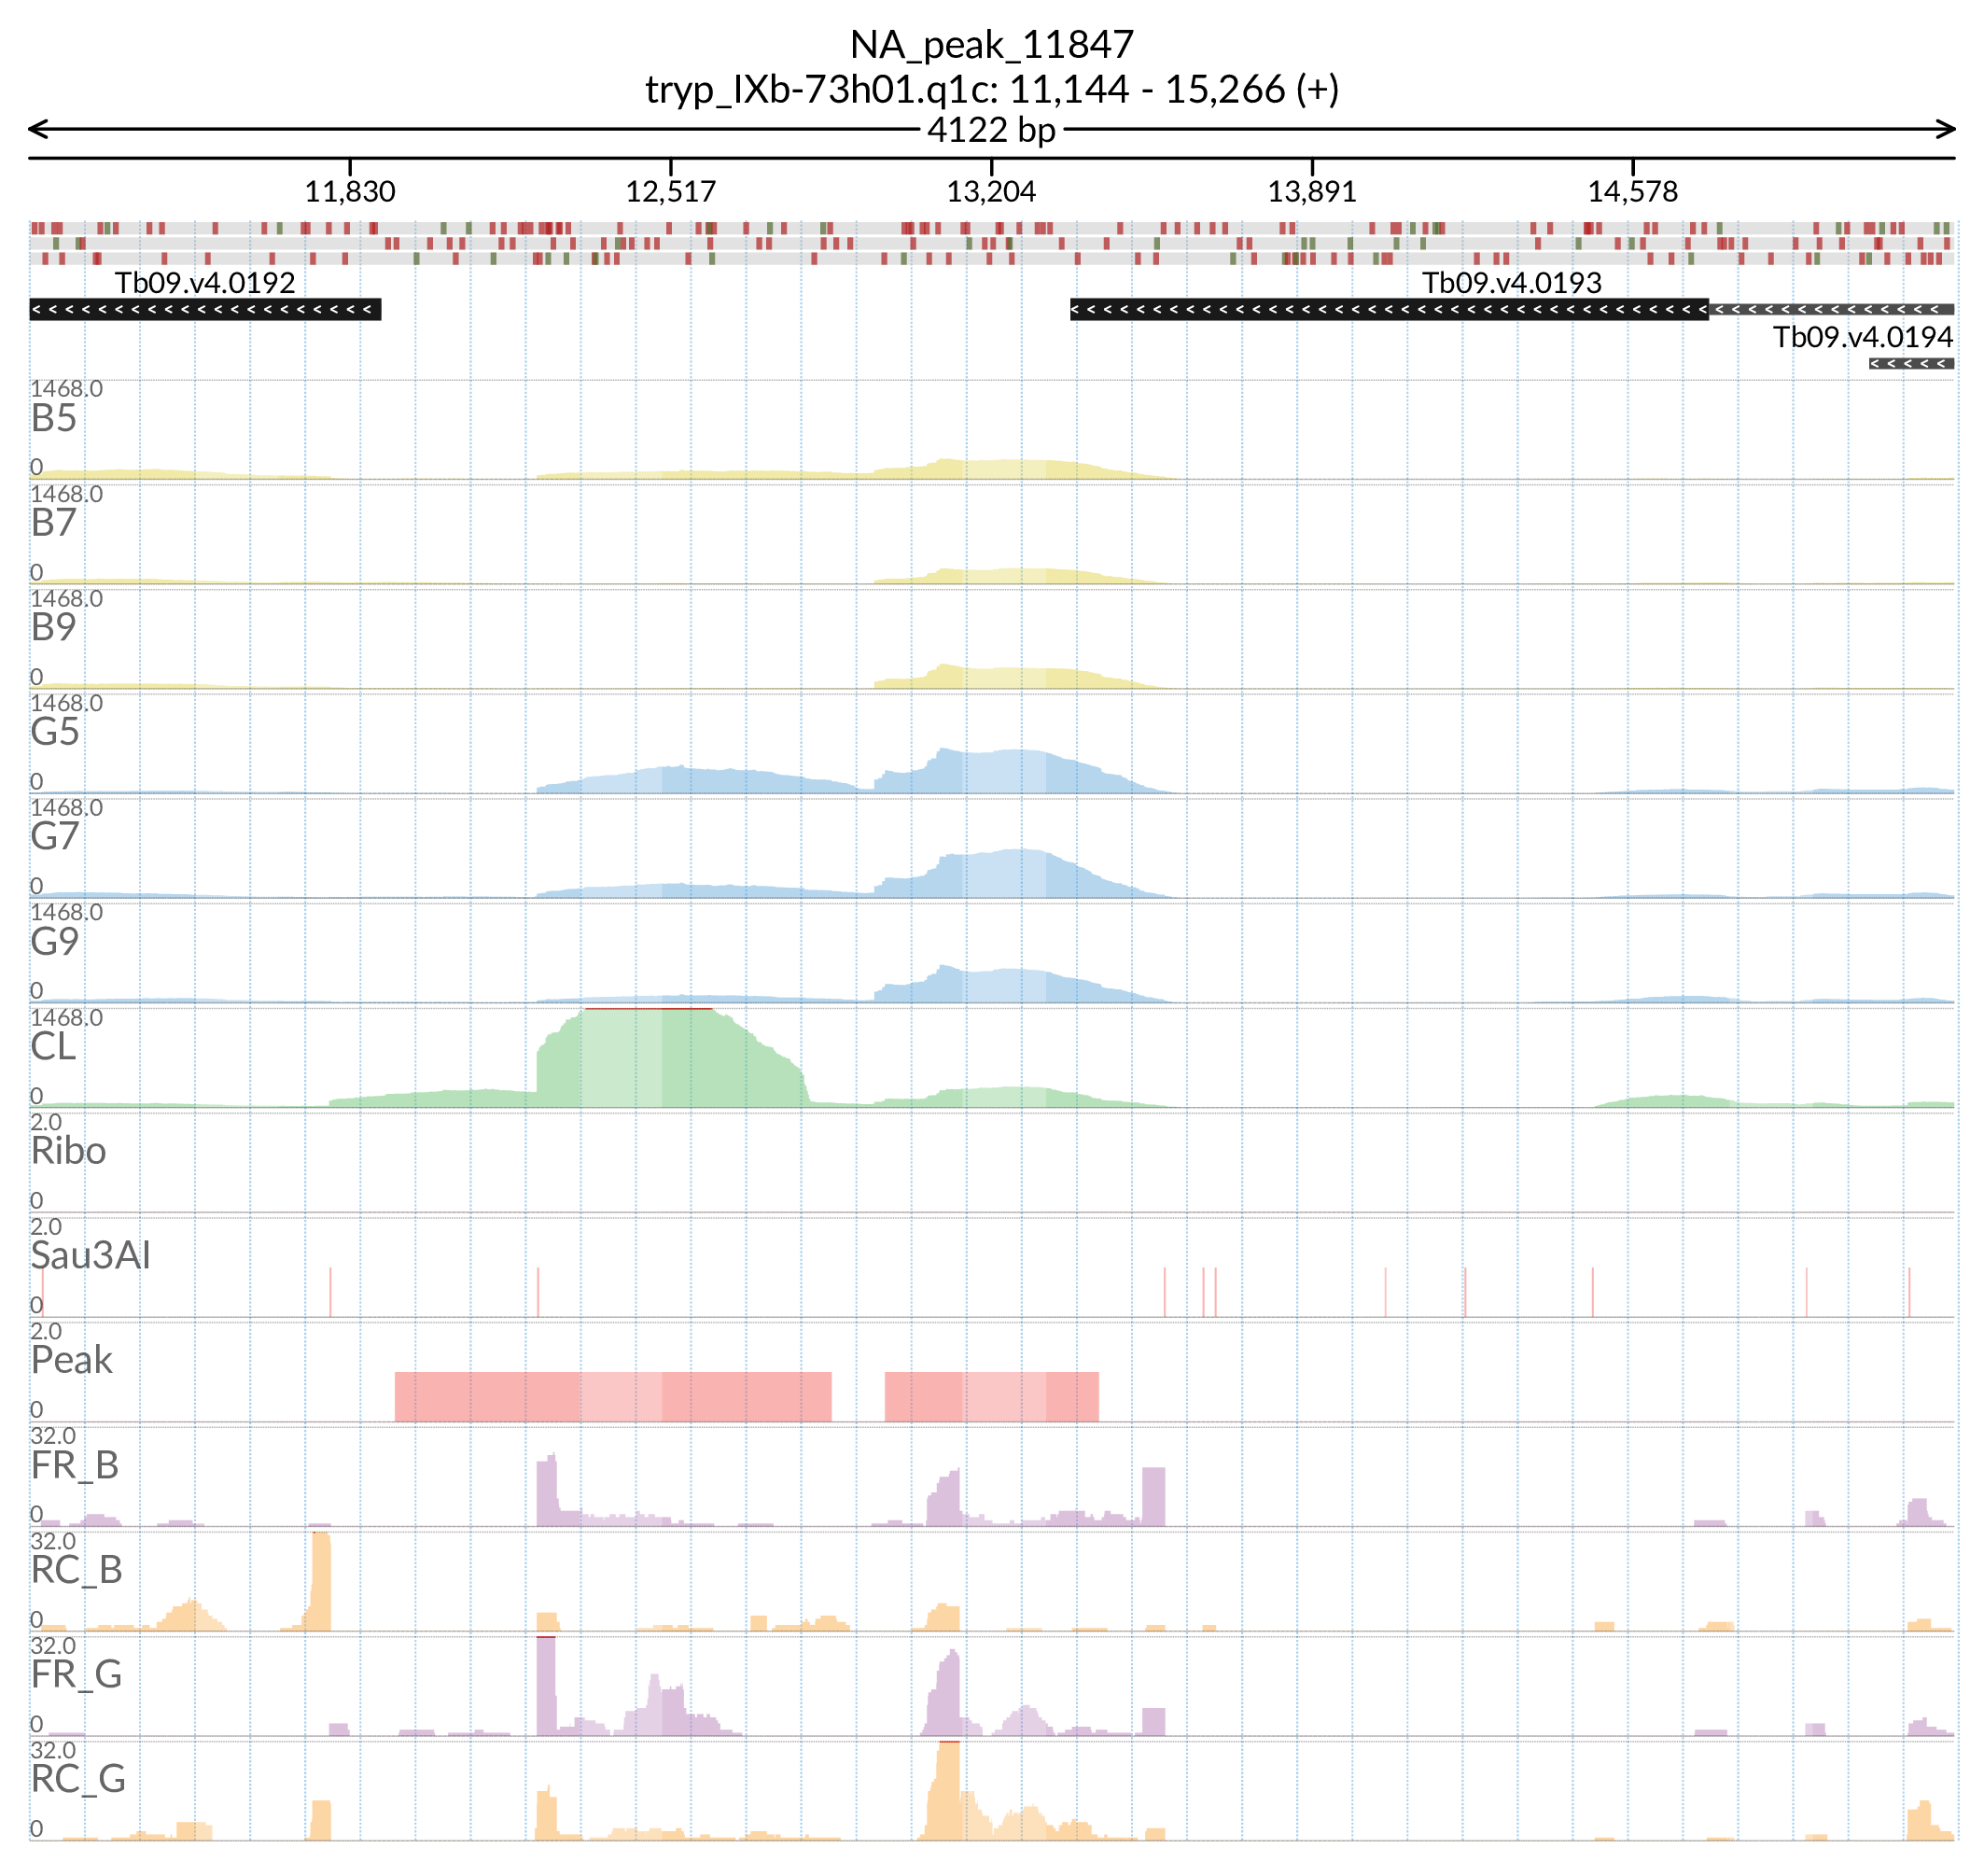 NA_peak_11847
tryp_IXb-73h01.q1c: 11,144 - 15,266 (+)
4122 bp
11,830 12,517 13,204 13,891 14,578
Tb09.v4.0192 Tb09.v4.0193
Tb09.v4.0194
1468.0
B5
0
1468.0
B7
0
1468.0
B9
0
1468.0
G5
0
1468.0
G7
0
1468.0
G9
0
1468.0
CL
0
2.0
Ribo
0
2.0
Sau3AI
0
2.0
Peak
0
32.0
FR_B
0
32.0
RC_B
0
32.0
FR_G
0
32.0
RC_G
0